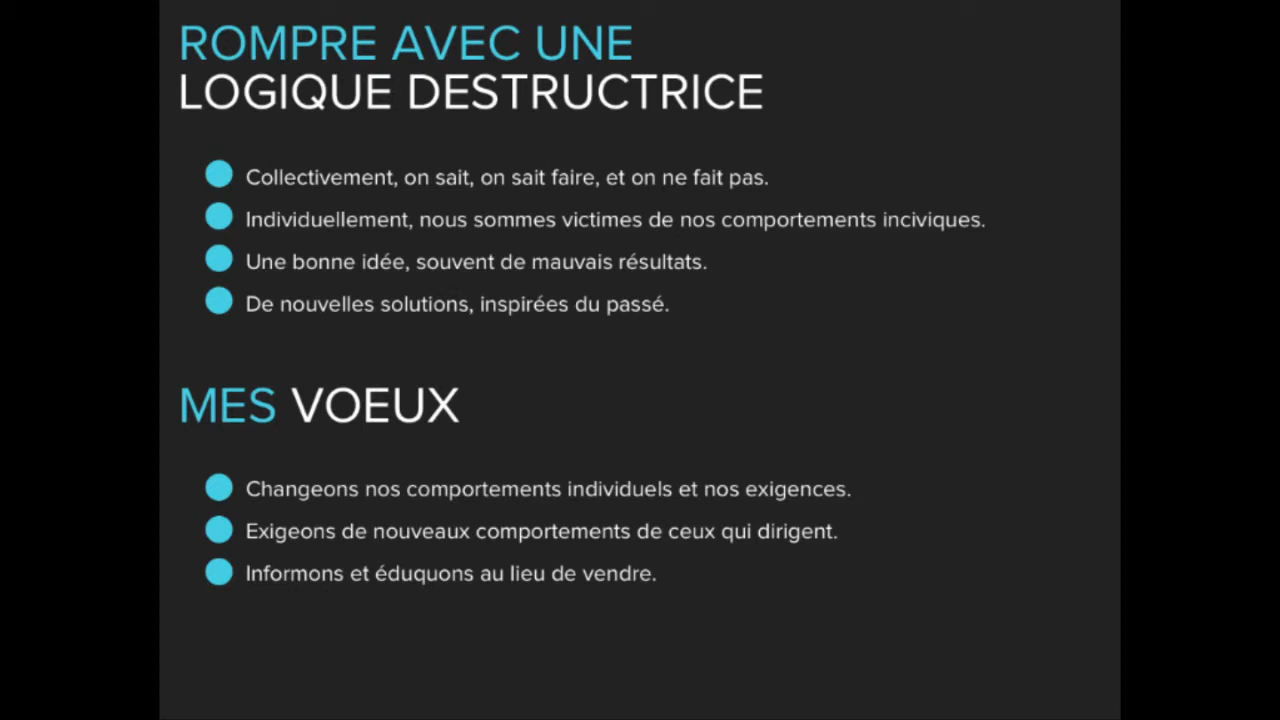 ROMPRE AVEC UNE
LOGIQUE DESTRUCTRICE
Collectivement, on sait, on sait faire, et on ne fait pas.
Individuellement, nous sommes victimes de nos comportements inciviques.
Une bonne idée, souvent de mauvais résultats.
De nouvelles solutions, inspirées du passé.
MES VOEUX
Changeons nos comportements individuels et nos exigences.
Exigeons de nouveaux comportements de ceux qui dirigent.
Informons et éduquons au lieu de vendre.